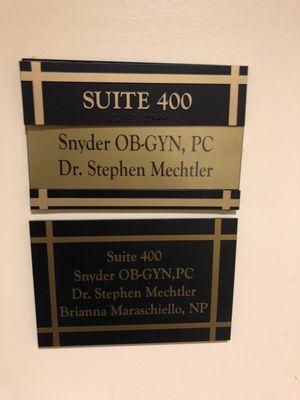 SUITE 400
Snyder OB-GYN, PC
Dr. Stephen Mechtler
Suite 400
Snyder OB-GYN,PC
Dr. Stephen Mechtler
Brianna Maraschiello, NP